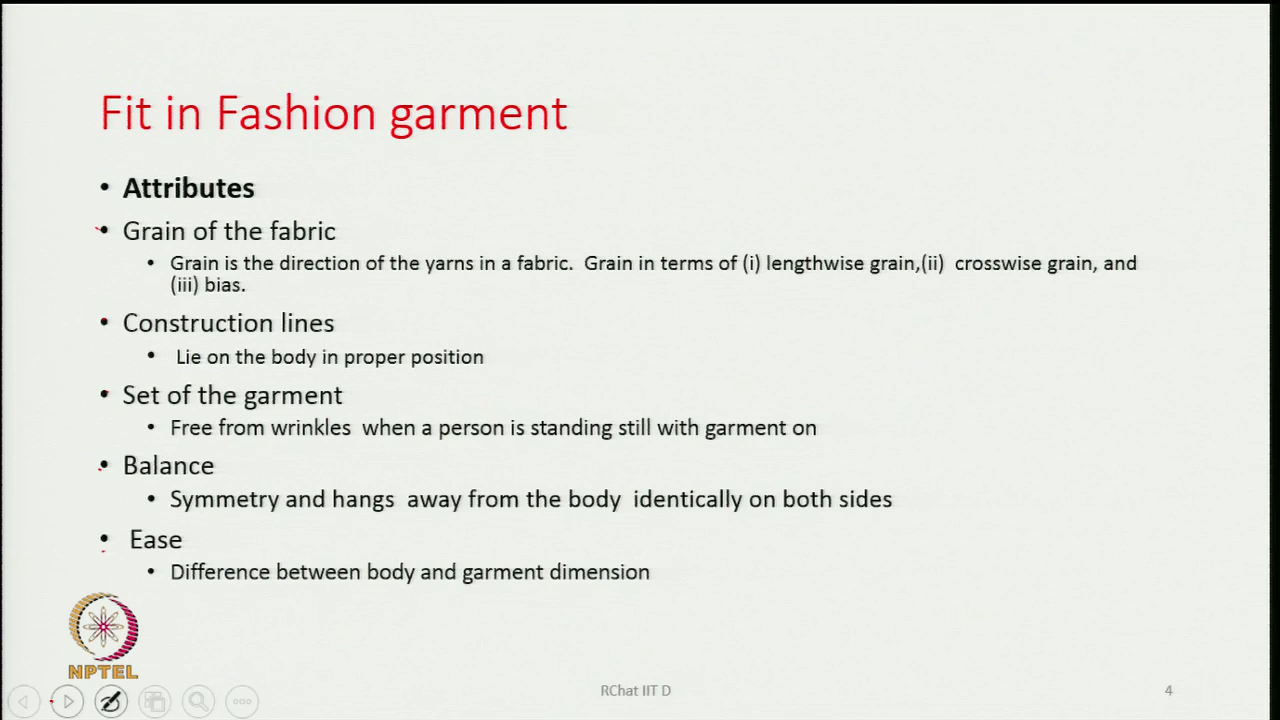 Fit in Fashion garment
• Attributes
• Grain of the fabric
• Grain is the direction of the yarns in a fabric. Grain in terms of (i) lengthwise grain,(ii) crosswise grain, and
(iii) bias.
• Construction lines
• Lie on the body in proper position
• Set of the garment
• Free from wrinkles when a person is standing still with garment on
• Balance
• Symmetry and hangs away from the body identically on both sides
• Ease
• Difference between body and garment dimension
NPTEL
RChat IIT D
4